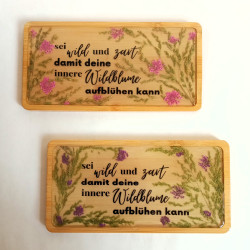 sei
wild und zart
damit deine
innere Wildblume
aufblühen kann
sei
wild und zart
damit deine
innere Wildblume
aufblühen kann